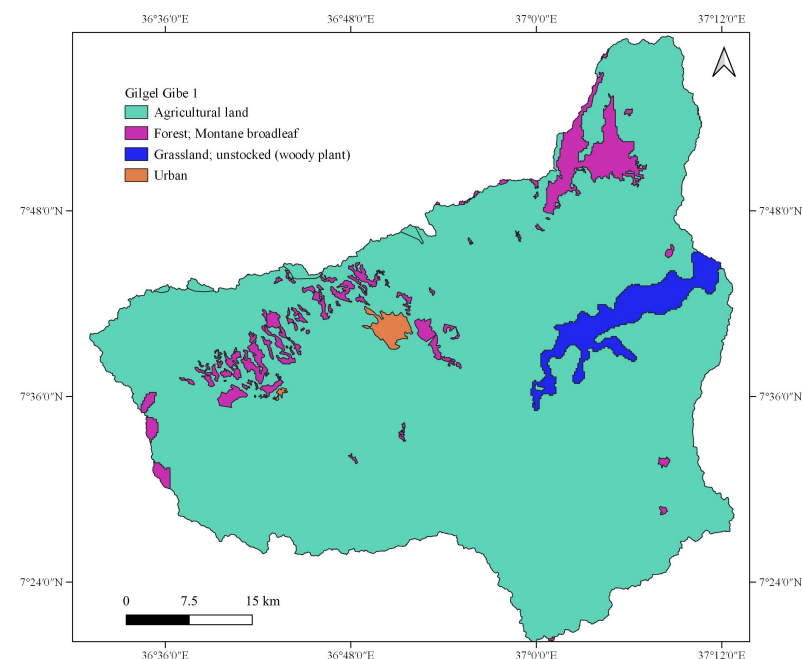 36°36'0"E 36°48'0"E 37°0'0"E 37°12'0"E
Gilgel Gibe 1
Agricultural land
Forest; Montane broadleaf
Grassland; unstocked (woody plant)
Urban
7°48'0"N 7°48'0"N
7°36'0"N 7°36'0"N
7°24'0"N 7°24'0"N
0 7.5 15 km
36°36'0"E 36°48'0"E 37°0'0"E 37°12'0"E